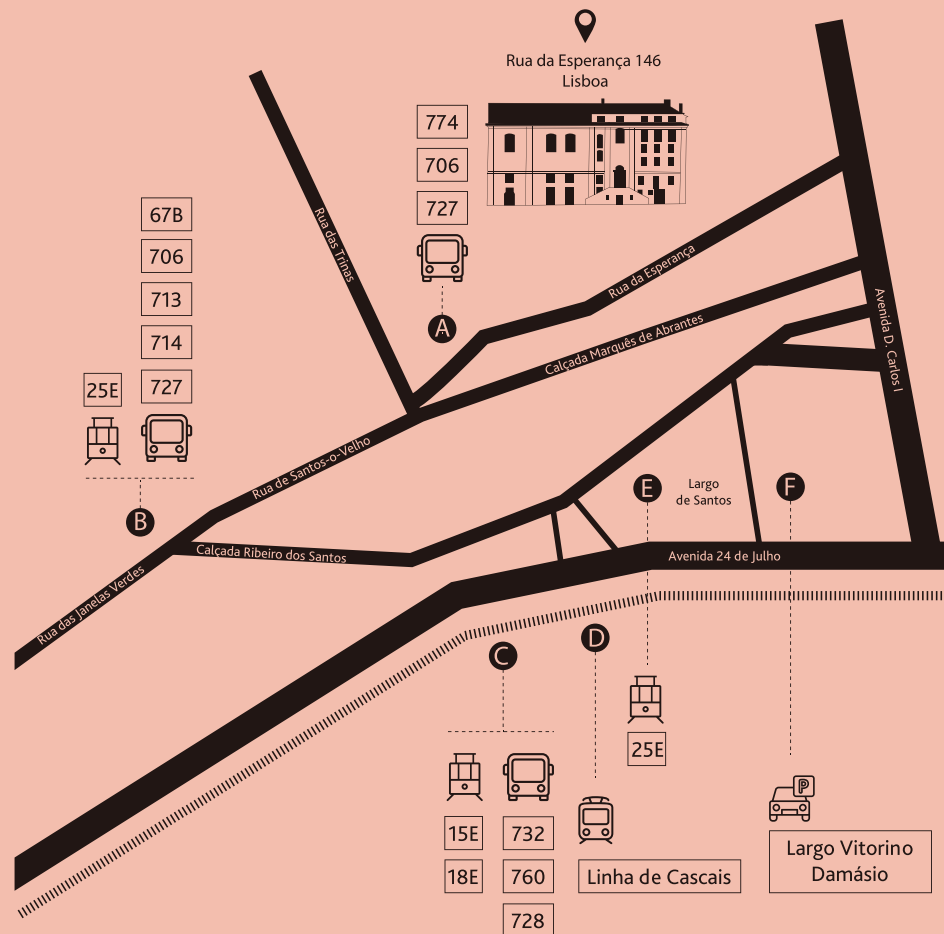 Rua da Esperança 146
Lisboa
774
706
727
A
67B
706
713
714
727
25E
B
Rua das Trinas
Rua da Esperança
Calçada Marquês de Abrantes
Avenida D. Carlos I
Rua de Santos-o-Velho
Calçada Ribeiro dos Santos
Rua das Janelas Verdes
E
Largo
de Santos
F
Avenida 24 de Julho
C
D
25E
15E
18E
732
760
728
Linha de Cascais
P
Largo Vitorino
Damásio